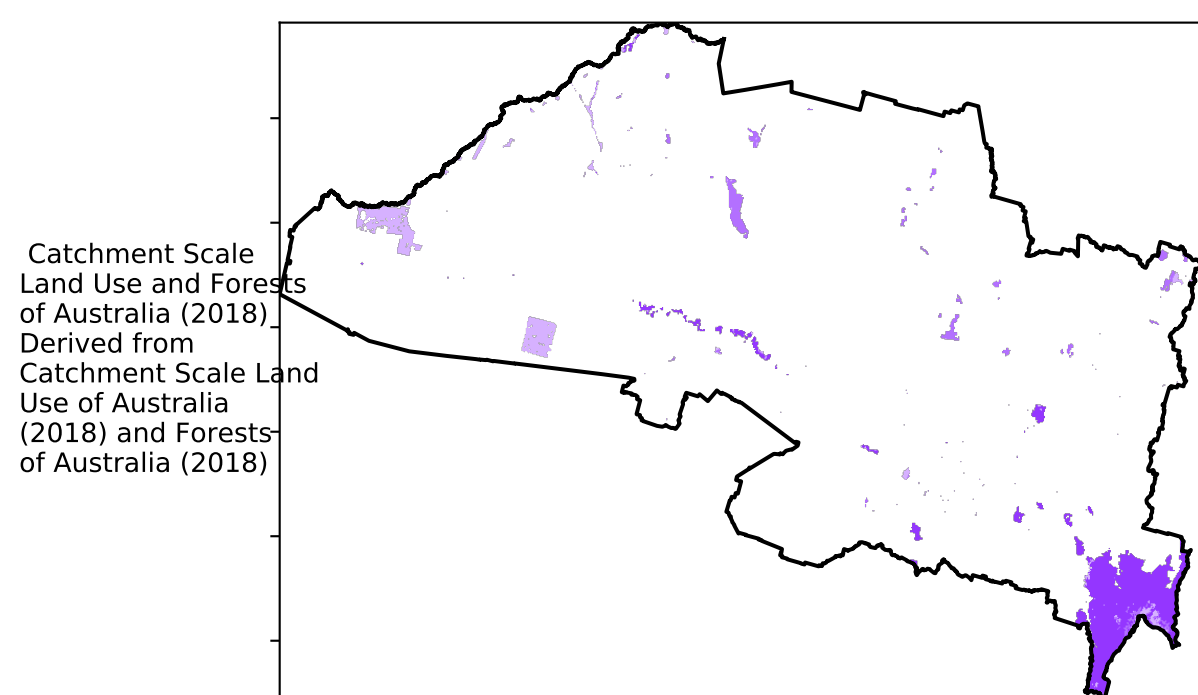 Catchment Scale
Land Use and Forests
of Australia (2018)
Derived from
Catchment Scale Land
Use of Australia
(2018) and Forests
of Australia (2018)